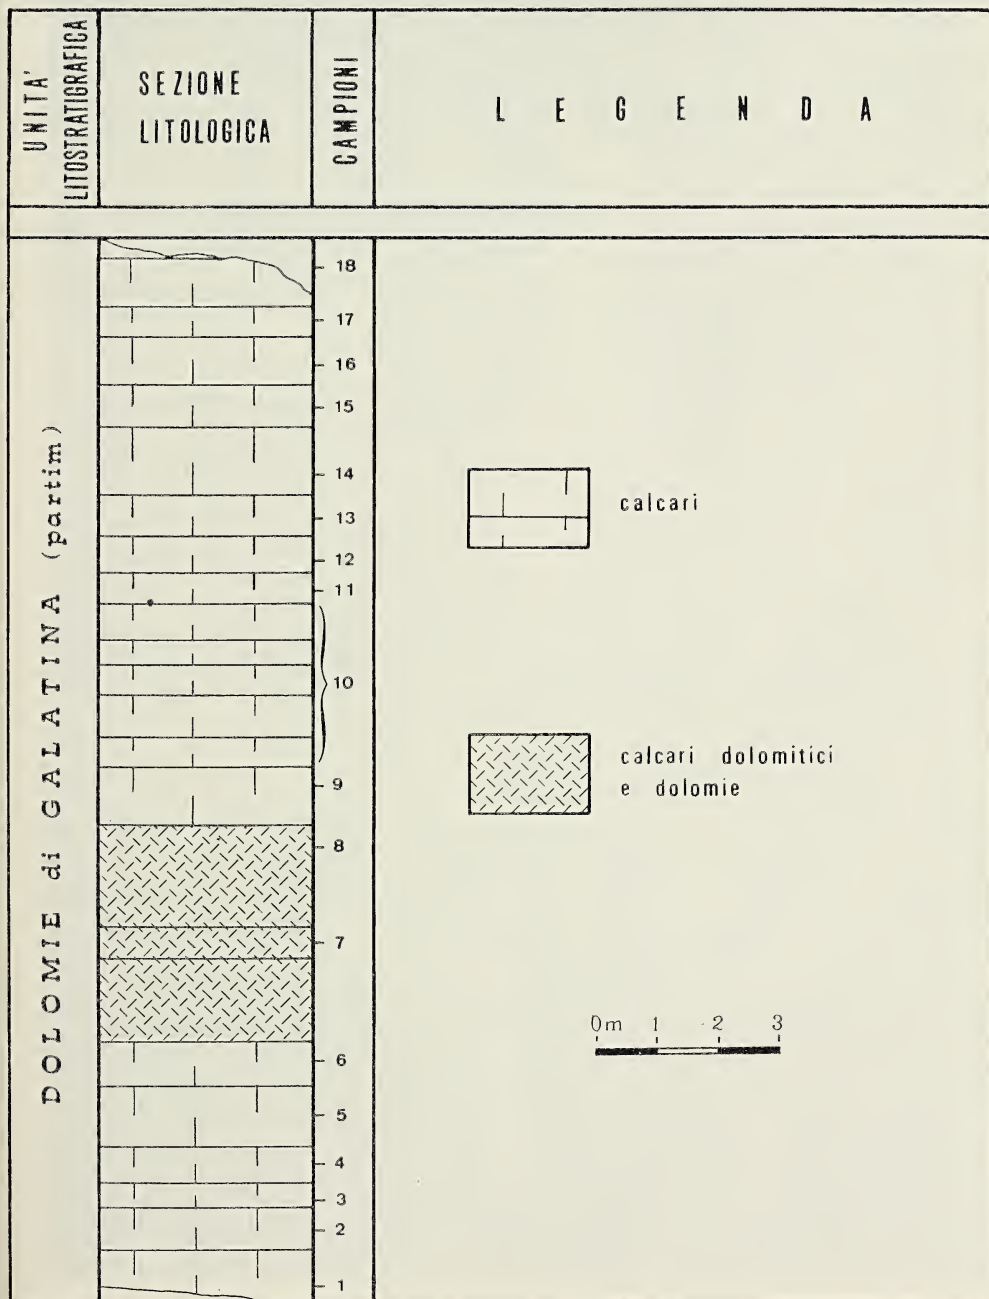 UNITA'
LITOSTRATIGRAFICA
SEZIONE
LITOLOGICA
CAMPIONI
LEGENDA
DOLOMIE di GALATINA (partim)
18
17
16
15
14
13
12
11
10
9
8
7
6
5
4
3
2
1
calcari
calcari dolomitici
e dolomie
0m 1 2 3